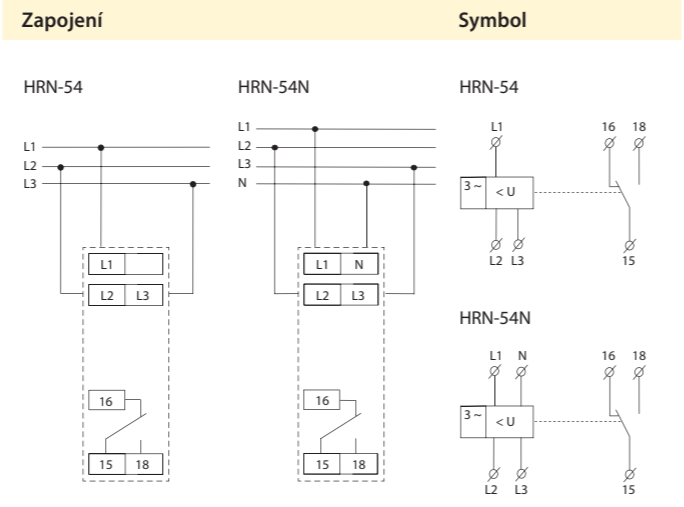 Zapojení
Symbol
HRN-54
HRN-54N
HRN-54
L1
L2
L3
L1
L2
L3
N
L1
L2 L3
16
15 18
L1 N
L2 L3
16
15 18
L1
16 18
3 ~
< U
L2 L3
15
HRN-54N
L1 N
16 18
3 ~
< U
L2 L3
15